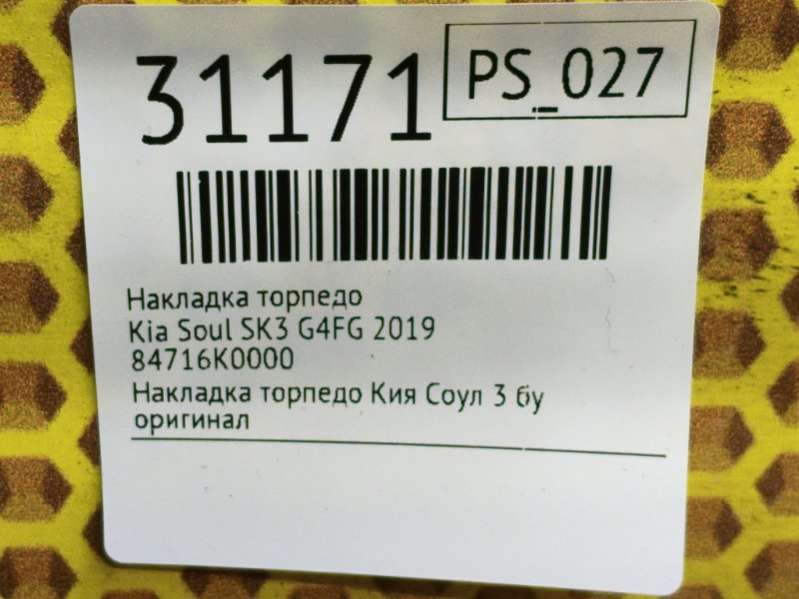 31171
PS_027
Накладка торпедо
Kia Soul SK3 G4FG 2019
84716K0000
Накладка торпедо Кия Соул 3 бу
оригинал